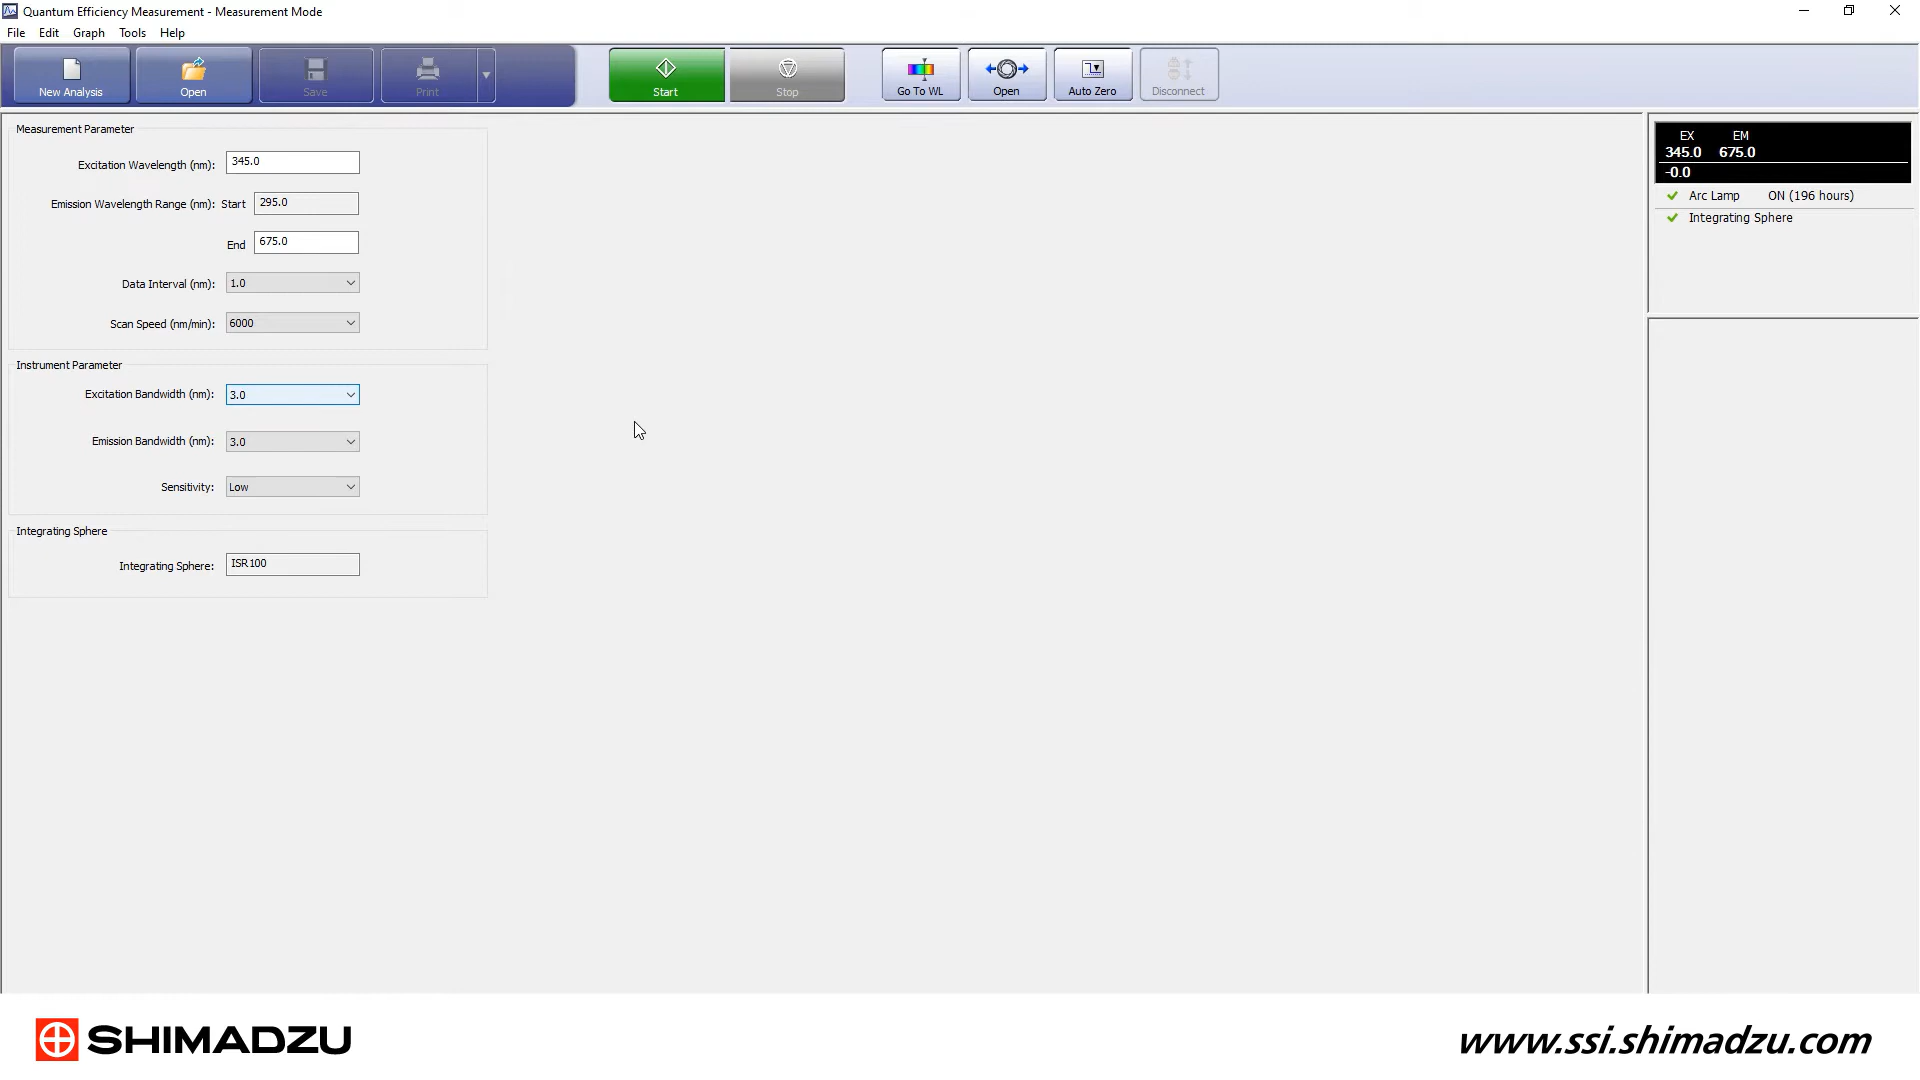 Quantum Efficiency Measurement - Measurement Mode
File Edit Graph Tools Help
New Analysis Open Save Print Start Stop Go To WL Open Auto Zero Disconnect
Measurement Parameter
Excitation Wavelength (nm): 345.0
Emission Wavelength Range (nm): Start 295.0
End 675.0
Data Interval (nm): 1.0
Scan Speed (nm/min): 6000
Instrument Parameter
Excitation Bandwidth (nm): 3.0
Emission Bandwidth (nm): 3.0
Sensitivity: Low
Integrating Sphere
Integrating Sphere: ISR100
EX EM
345.0 675.0
-0.0
Arc Lamp ON (196 hours)
Integrating Sphere
SHIMADZU
www.ssi.shimadzu.com